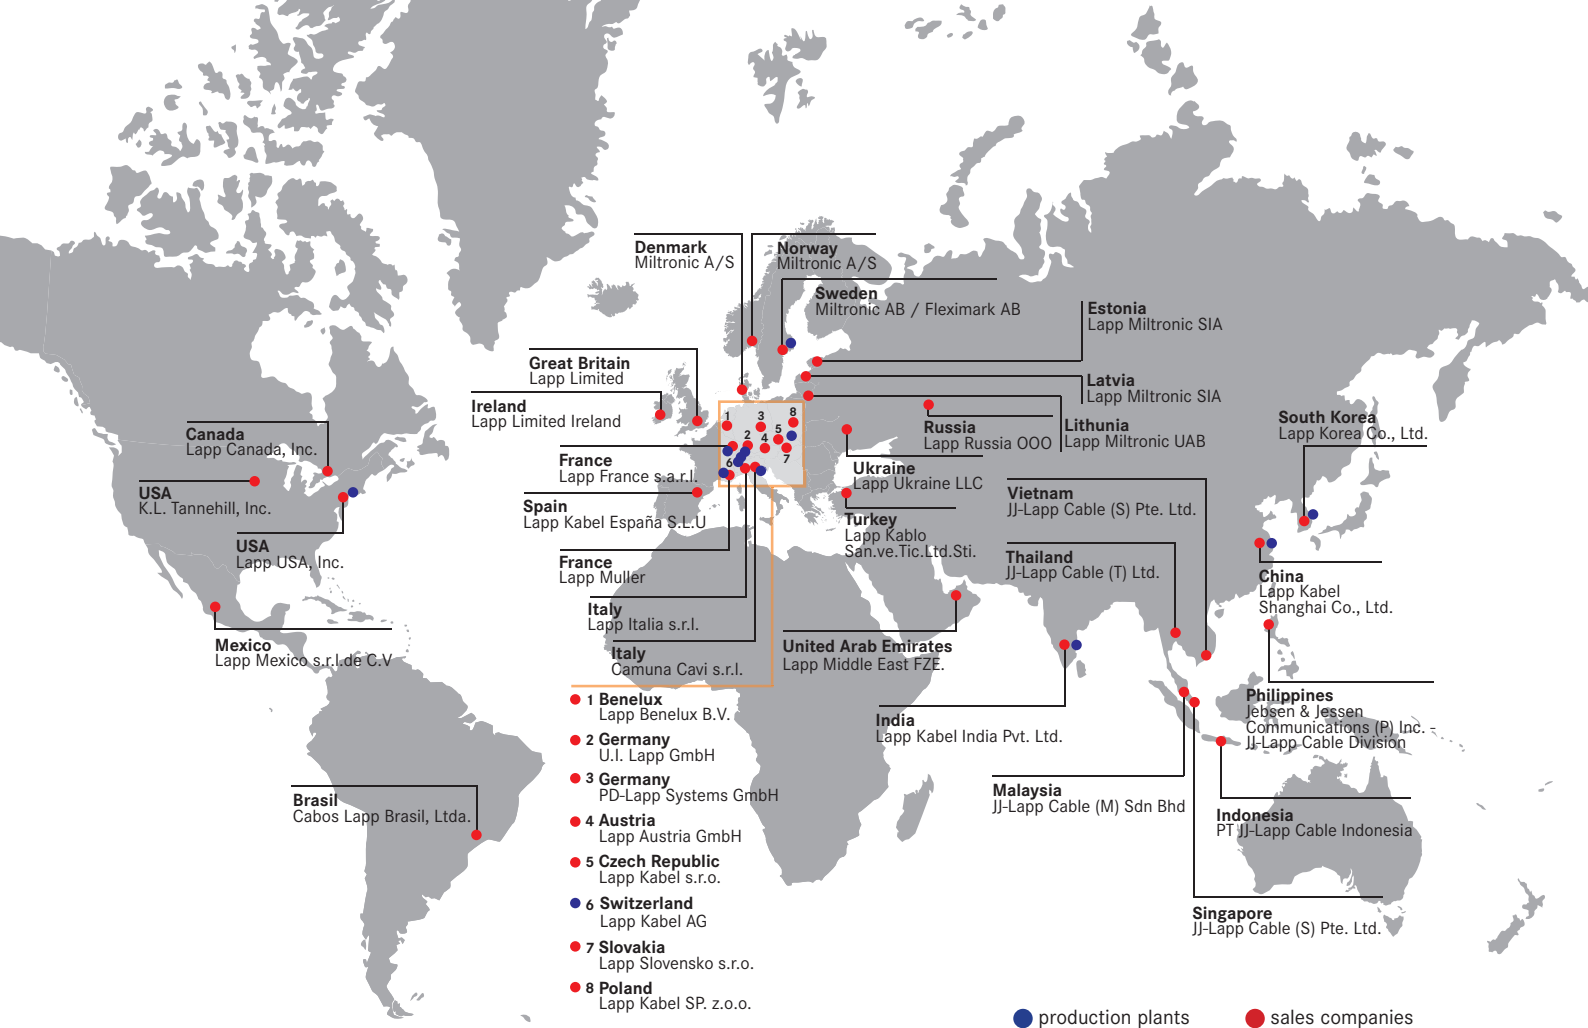 Denmark
Miltronic A/S
Norway
Miltronic A/S
Sweden
Miltronic AB / Fleximark AB
Estonia
Lapp Miltronic SIA
Great Britain
Lapp Limited
Latvia
Lapp Miltronic SIA
Ireland
Lapp Limited Ireland
Russia
Lapp Russia OOO
Lithunia
Lapp Miltronic UAB
South Korea
Lapp Korea Co., Ltd.
Canada
Lapp Canada, Inc.
1
3
8
2
4
5
6
7
France
Lapp France s.a.r.l.
Ukraine
Lapp Ukraine LLC
USA
K.L. Tannehill, Inc.
Spain
Lapp Kabel España S.L.U
Vietnam
JJ-Lapp Cable (S) Pte. Ltd.
Turkey
Lapp Kablo
San.ve.Tic.Ltd.Sti.
USA
Lapp USA, Inc.
France
Lapp Muller
Thailand
JJ-Lapp Cable (T) Ltd.
China
Lapp Kabel
Shanghai Co., Ltd.
Italy
Lapp Italia s.r.l.
Mexico
Lapp Mexico s.r.l.de C.V
Italy
Camuna Cavi s.r.l.
United Arab Emirates
Lapp Middle East FZE.
Philippines
Jebsen & Jessen
Communications (P) Inc. -
JJ-Lapp Cable Division
India
Lapp Kabel India Pvt. Ltd.
Malaysia
JJ-Lapp Cable (M) Sdn Bhd
Brasil
Cabos Lapp Brasil, Ltda.
Indonesia
PT JJ-Lapp Cable Indonesia
Singapore
JJ-Lapp Cable (S) Pte. Ltd.
1 Benelux
Lapp Benelux B.V.
2 Germany
U.I. Lapp GmbH
3 Germany
PD-Lapp Systems GmbH
4 Austria
Lapp Austria GmbH
5 Czech Republic
Lapp Kabel s.r.o.
6 Switzerland
Lapp Kabel AG
7 Slovakia
Lapp Slovensko s.r.o.
8 Poland
Lapp Kabel SP. z.o.o.
production plants
sales companies